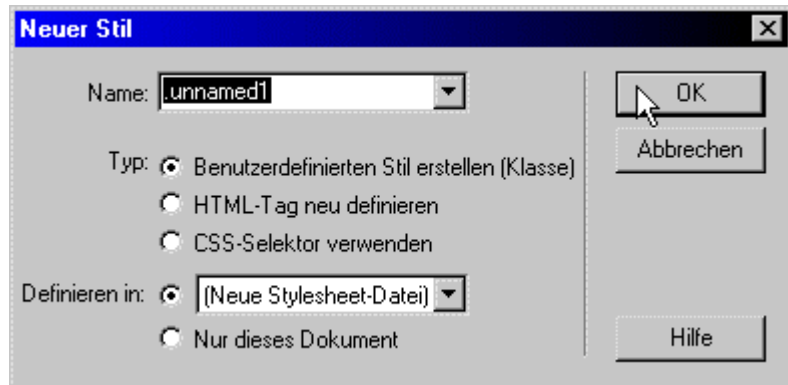 Neuer Stil
Name: .unnamed1
OK
Abbrechen
Typ: Benutzerdefinierten Stil erstellen (Klasse)
HTML-Tag neu definieren
CSS-Selektor verwenden
Definieren in: (Neue Stylesheet-Datei)
Nur dieses Dokument
Hilfe